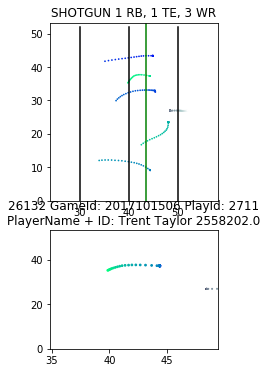 SHOTGUN 1 RB, 1 TE, 3 WR
50
40
30
20
10
0
30 40 50
26132 GameId: 2017101506 PlayId: 2711
PlayerName + ID: Trent Taylor 2558202.0
40
20
0
35 40 45